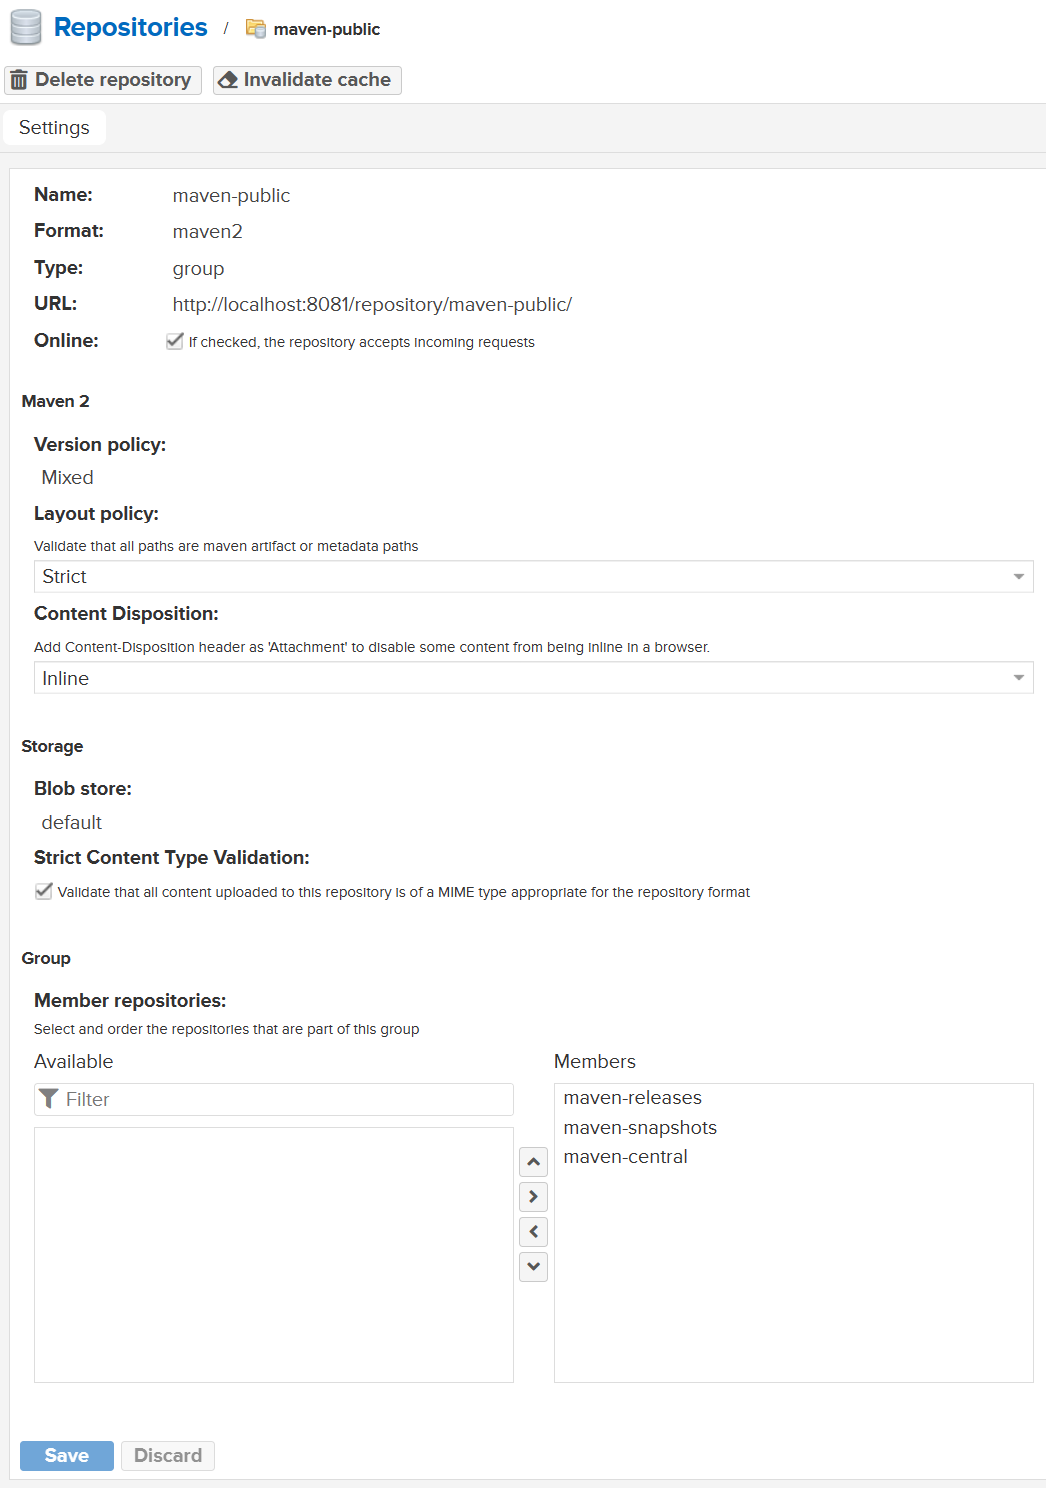 Repositories / maven-public
Delete repository Invalidate cache
Settings
Name: maven-public
Format: maven2
Type: group
URL: http://localhost:8081/repository/maven-public/
Online: If checked, the repository accepts incoming requests
Maven 2
Version policy:
Mixed
Layout policy:
Validate that all paths are maven artifact or metadata paths
Strict
Content Disposition:
Add Content-Disposition header as 'Attachment' to disable some content from being inline in a browser.
Inline
Storage
Blob store:
default
Strict Content Type Validation:
Validate that all content uploaded to this repository is of a MIME type appropriate for the repository format
Group
Member repositories:
Select and order the repositories that are part of this group
Available
Filter
Members
maven-releases
maven-snapshots
maven-central
Save Discard